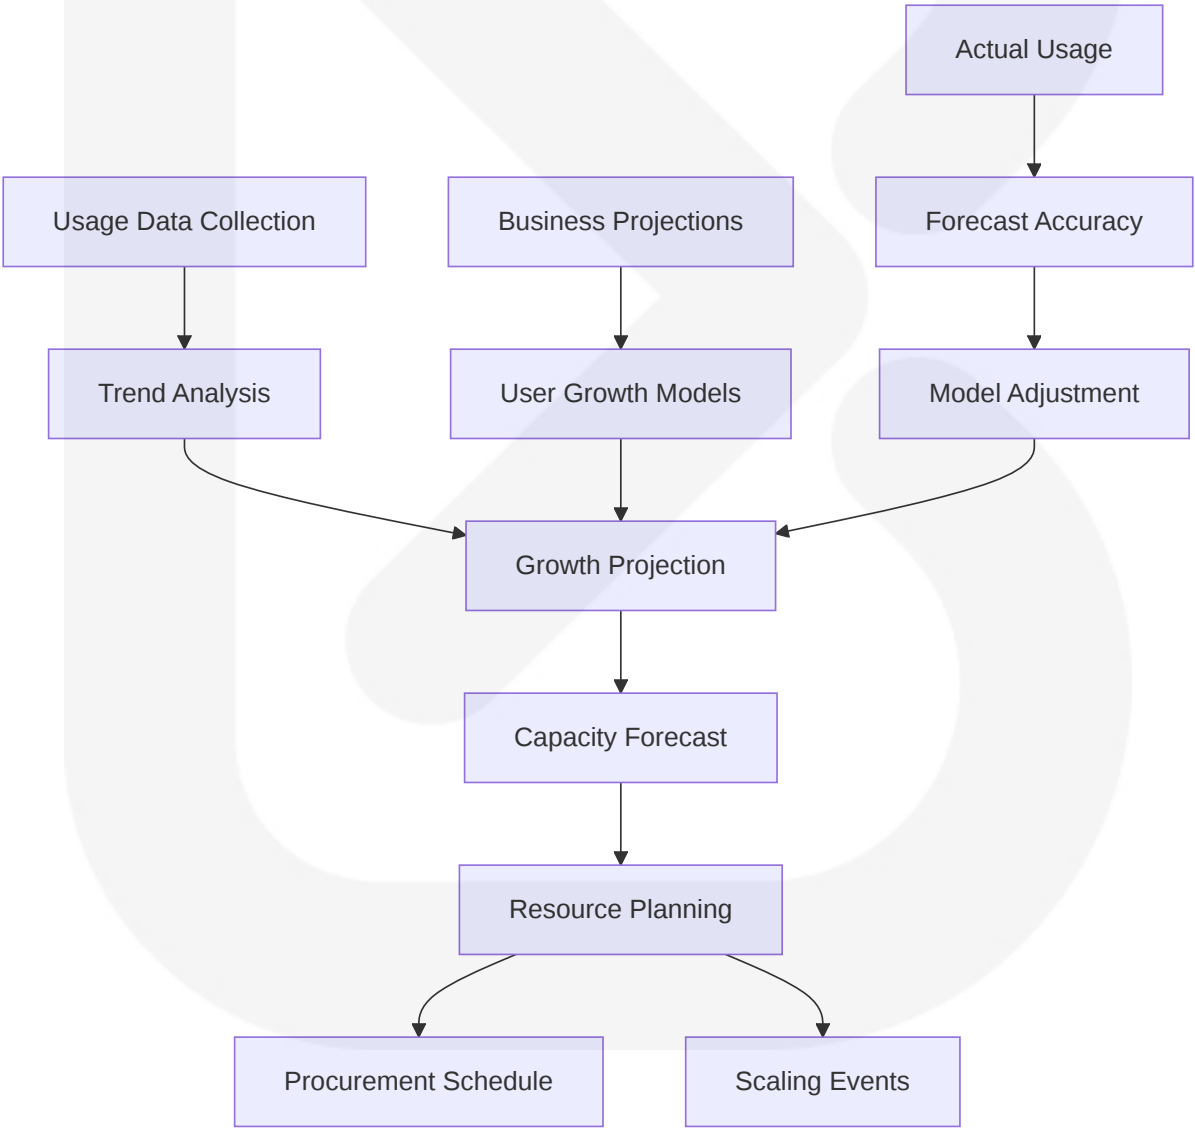 Actual Usage
Usage Data Collection
Business Projections
Forecast Accuracy
Trend Analysis
User Growth Models
Model Adjustment
Growth Projection
Capacity Forecast
Resource Planning
Procurement Schedule
Scaling Events